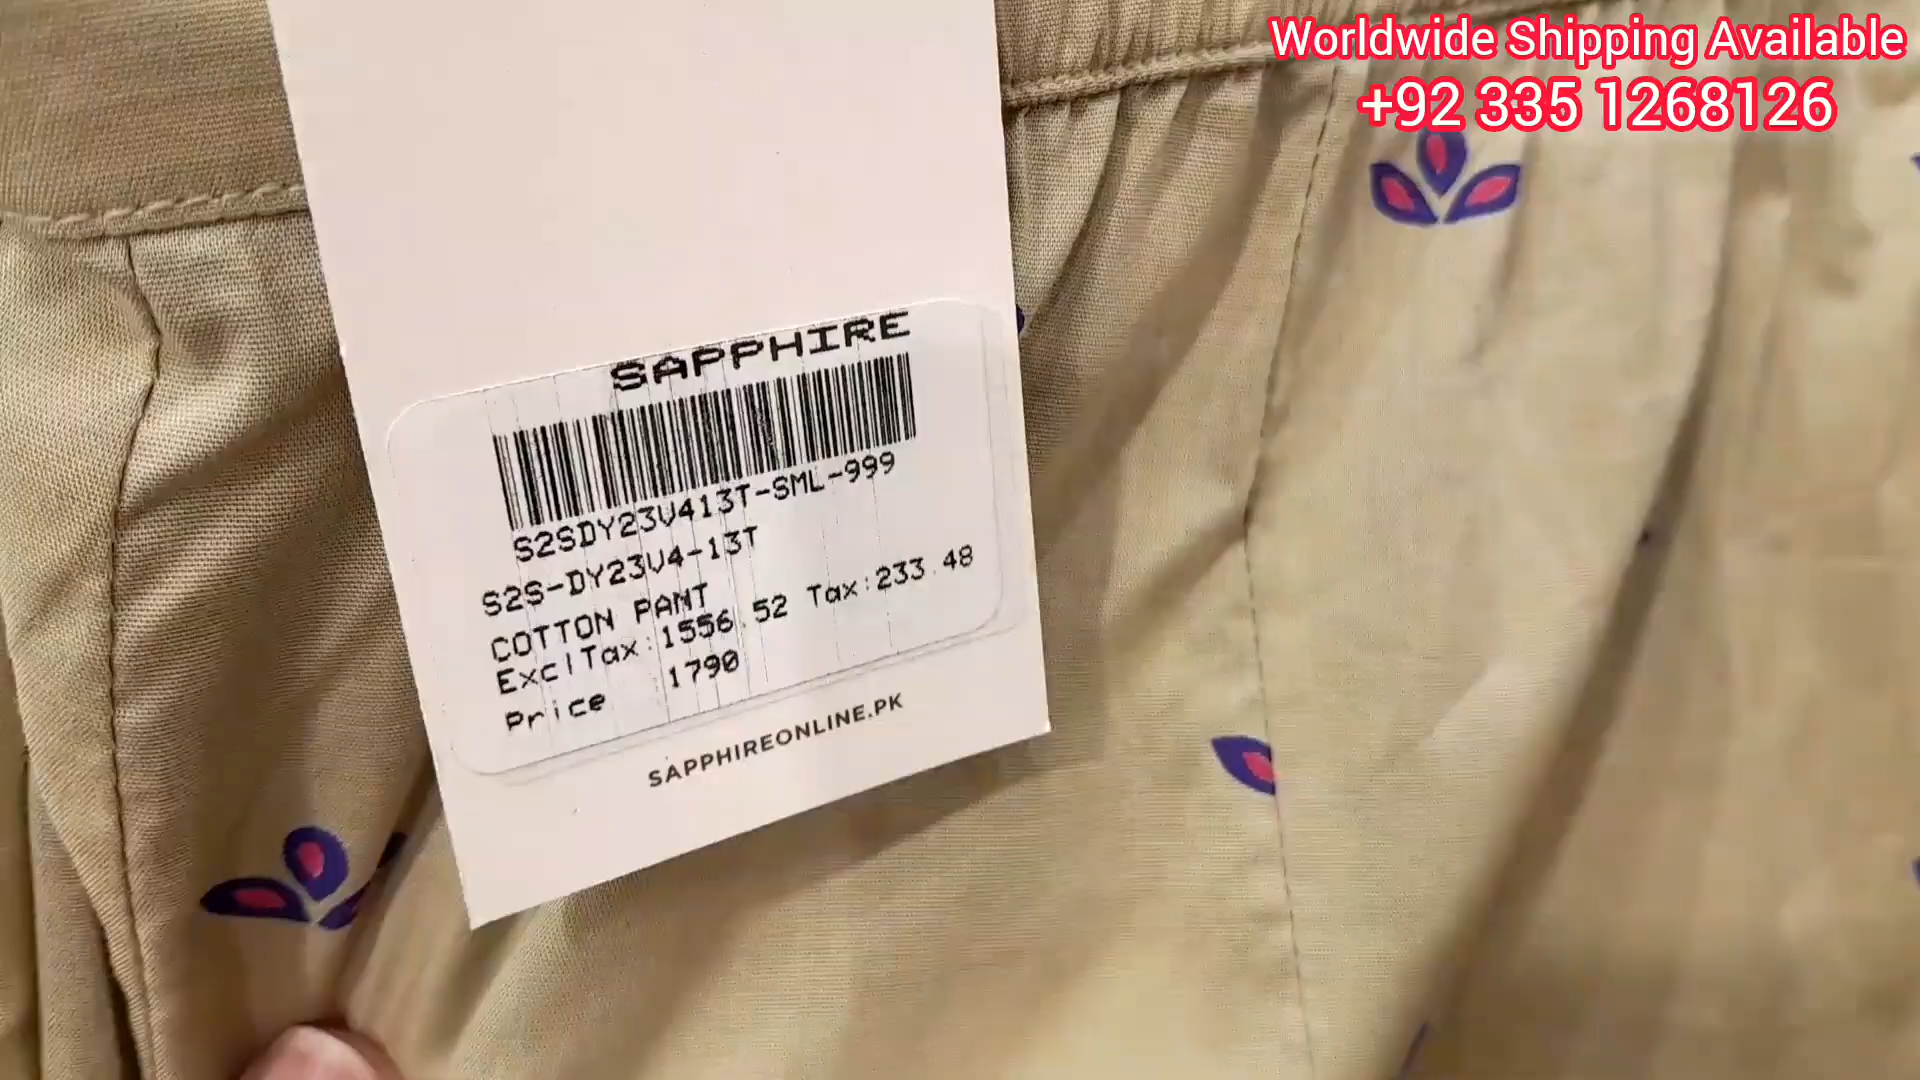 Worldwide Shipping Available
+92 335 1268126
SAPPHIRE
S2SDY23V413T-SML-999
S2S-DY23V4-13T
COTTON PANT
ExclTax:1556.52 Tax:233.48
Price 1790
SAPPHIREONLINE.PK